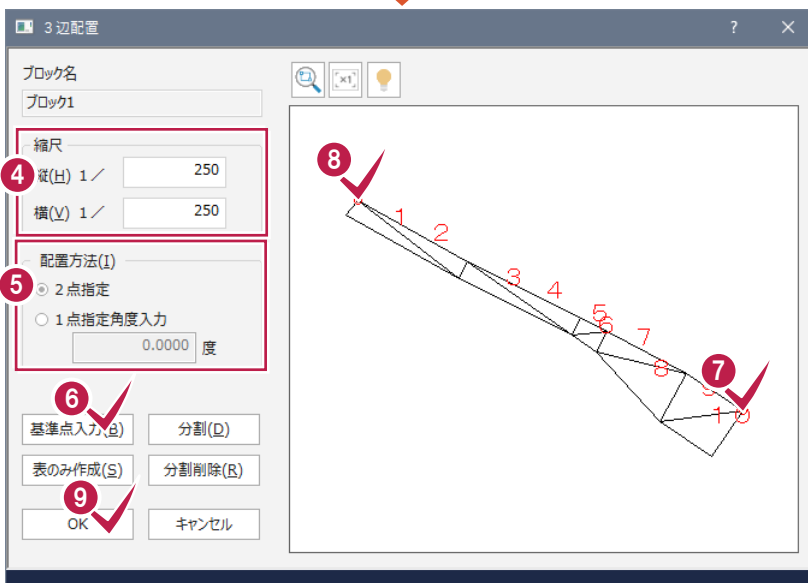 3辺配置 ?
ブロック名
ブロック1
[×1]
縮尺
4
縦(H) 1／ 250
横(V) 1／ 250
配置方法(I)
5
2点指定
1点指定角度入力
0.0000 度
6
基準点入力(B) 分割(D)
表のみ作成(S) 分割削除(R)
9
OK キャンセル
8
1
2
3
4
5
6
7
8
7
9
10